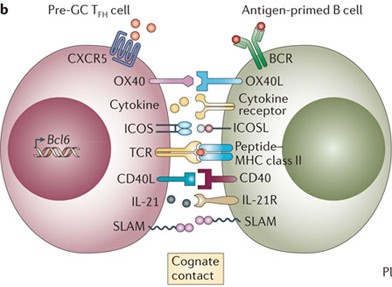 b
Pre-GC TFH cell
Antigen-primed B cell
CXCR5
BCR
OX40
OX40L
Cytokine
Cytokine
receptor
ICOS
ICOSL
Bcl6
TCR
Peptide–
MHC class II
CD40L
CD40
IL-21
IL-21R
SLAM
SLAM
Cognate
contact
Pl